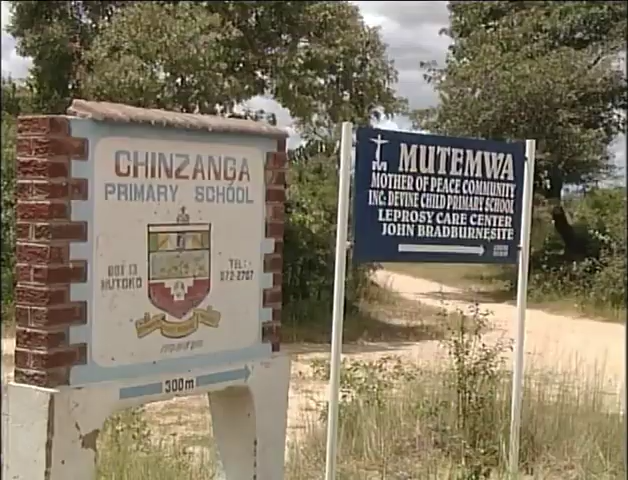 CHINZANGA
PRIMARY SCHOOL
BOX 13
MUTOKO
TEL:-
072-2707
300m
M
MUTEMWA
MOTHER OF PEACE COMMUNITY
INC: DEVINE CHILD PRIMARY SCHOOL
LEPROSY CARE CENTER
JOHN BRADBURNE SITE